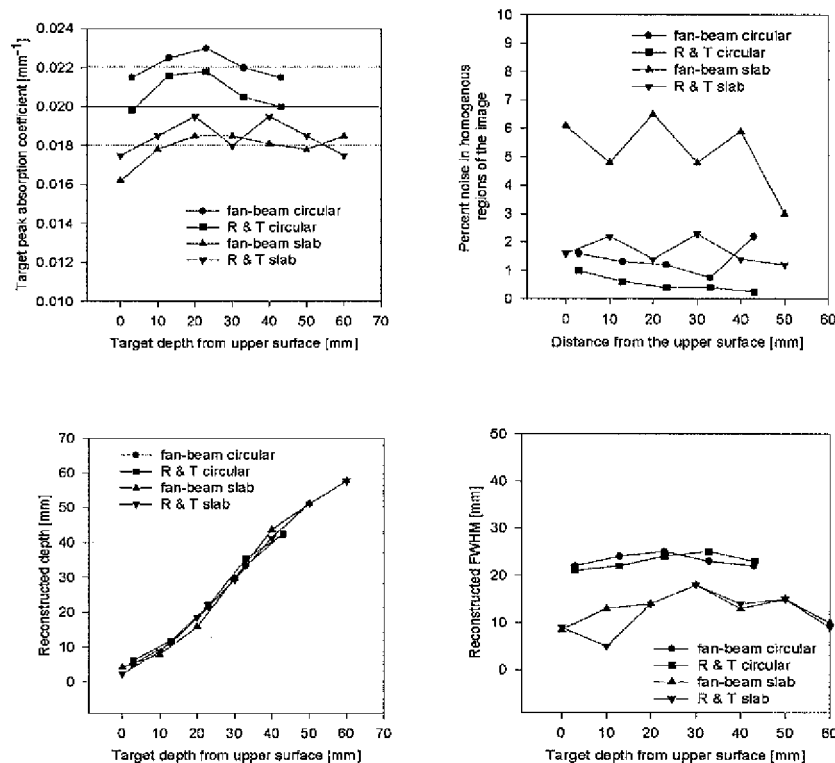 Target peak absorption coefficient [mm⁻¹]
0.024
0.022
0.020
0.018
0.016
0.014
0.012
0.010
fan-beam circular
R & T circular
fan-beam slab
R & T slab
0 10 20 30 40 50 60 70
Target depth from upper surface [mm]
Percent noise in homogenous
regions of the image
10
9
8
7
6
5
4
3
2
1
0
fan-beam circular
R & T circular
fan-beam slab
R & T slab
0 10 20 30 40 50 60
Distance from the upper surface [mm]
Reconstructed depth [mm]
70
60
50
40
30
20
10
0
fan-beam circular
R & T circular
fan-beam slab
R & T slab
0 10 20 30 40 50 60 70
Target depth from upper surface [mm]
Reconstructed FWHM [mm]
50
40
30
20
10
0
fan-beam circular
R & T circular
fan-beam slab
R & T slab
0 10 20 30 40 50 60
Target depth from upper surface [mm]